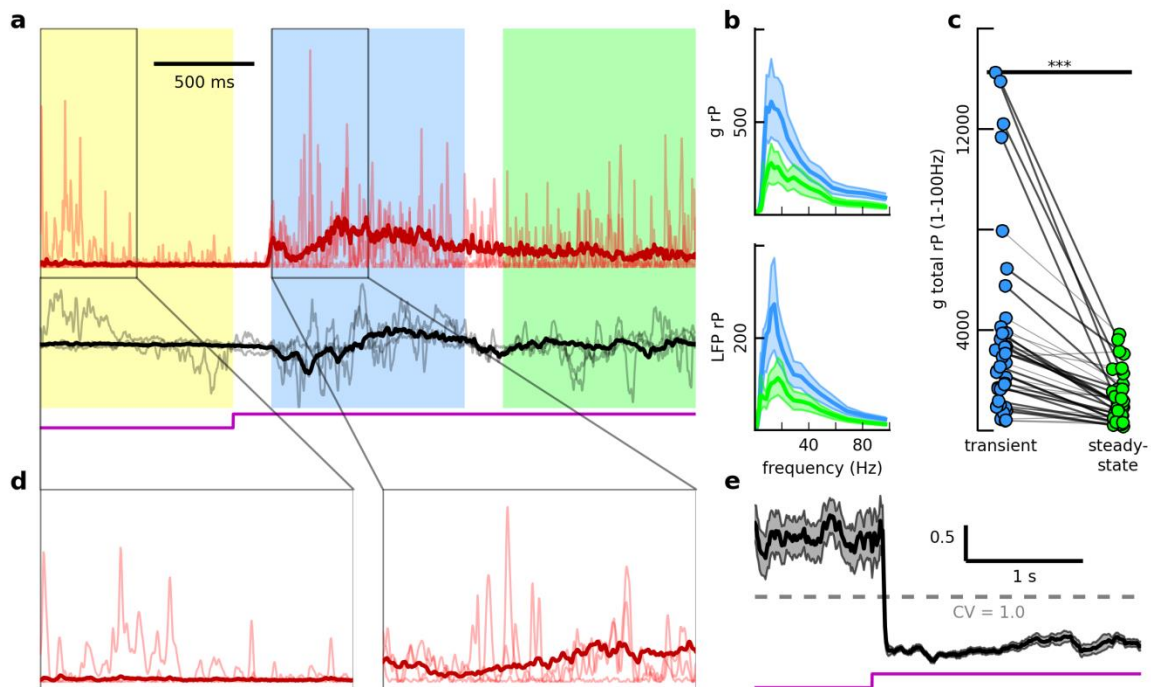 a
500 ms
b
g rP
500
LFP rP
200
40
80
frequency (Hz)
c
***
g total rP (1-100Hz)
12000
4000
transient
steady-
state
d
e
0.5
1 s
CV = 1.0